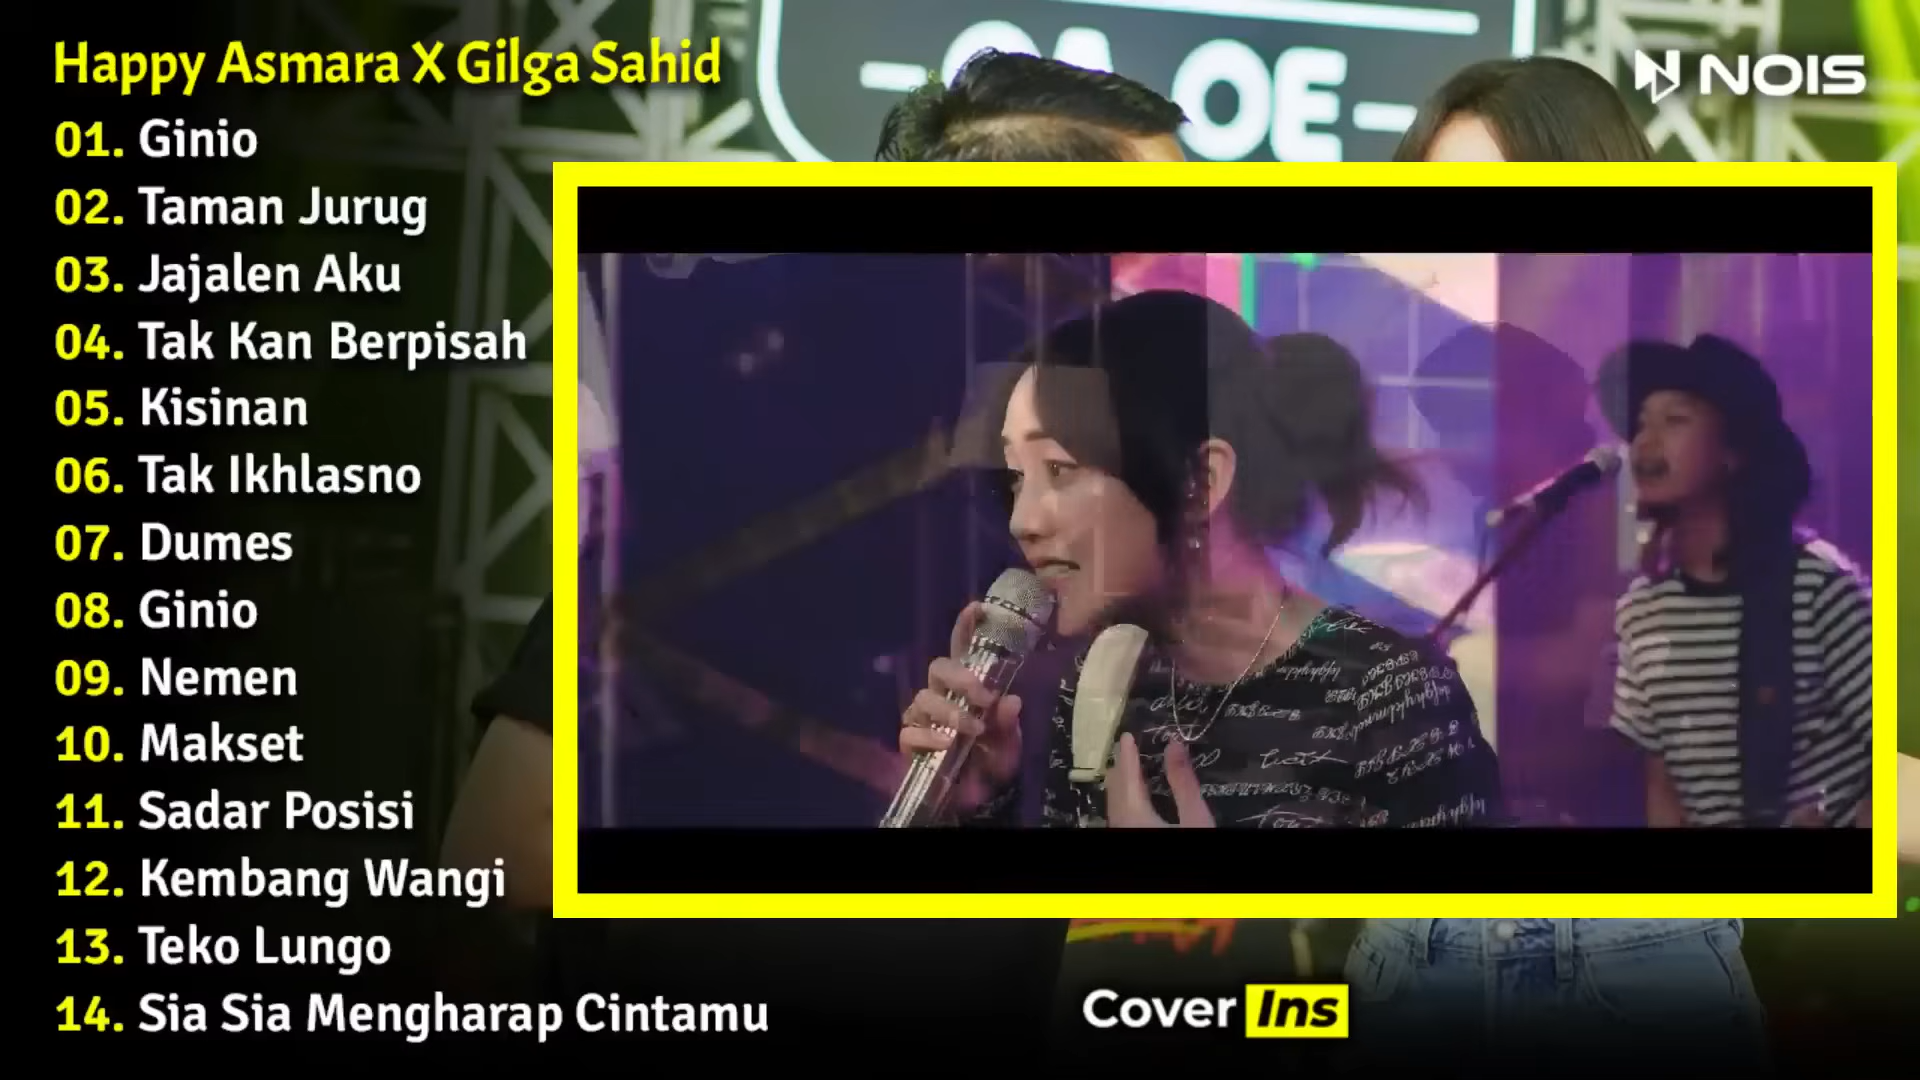 Happy Asmara X Gilga Sahid
NOIS
OE-
01. Ginio
02. Taman Jurug
03. Jajalen Aku
04. Tak Kan Berpisah
05. Kisinan
06. Tak Ikhlasno
07. Dumes
08. Ginio
09. Nemen
10. Makset
11. Sadar Posisi
12. Kembang Wangi
13. Teko Lungo
14. Sia Sia Mengharap Cintamu
Cover Ins